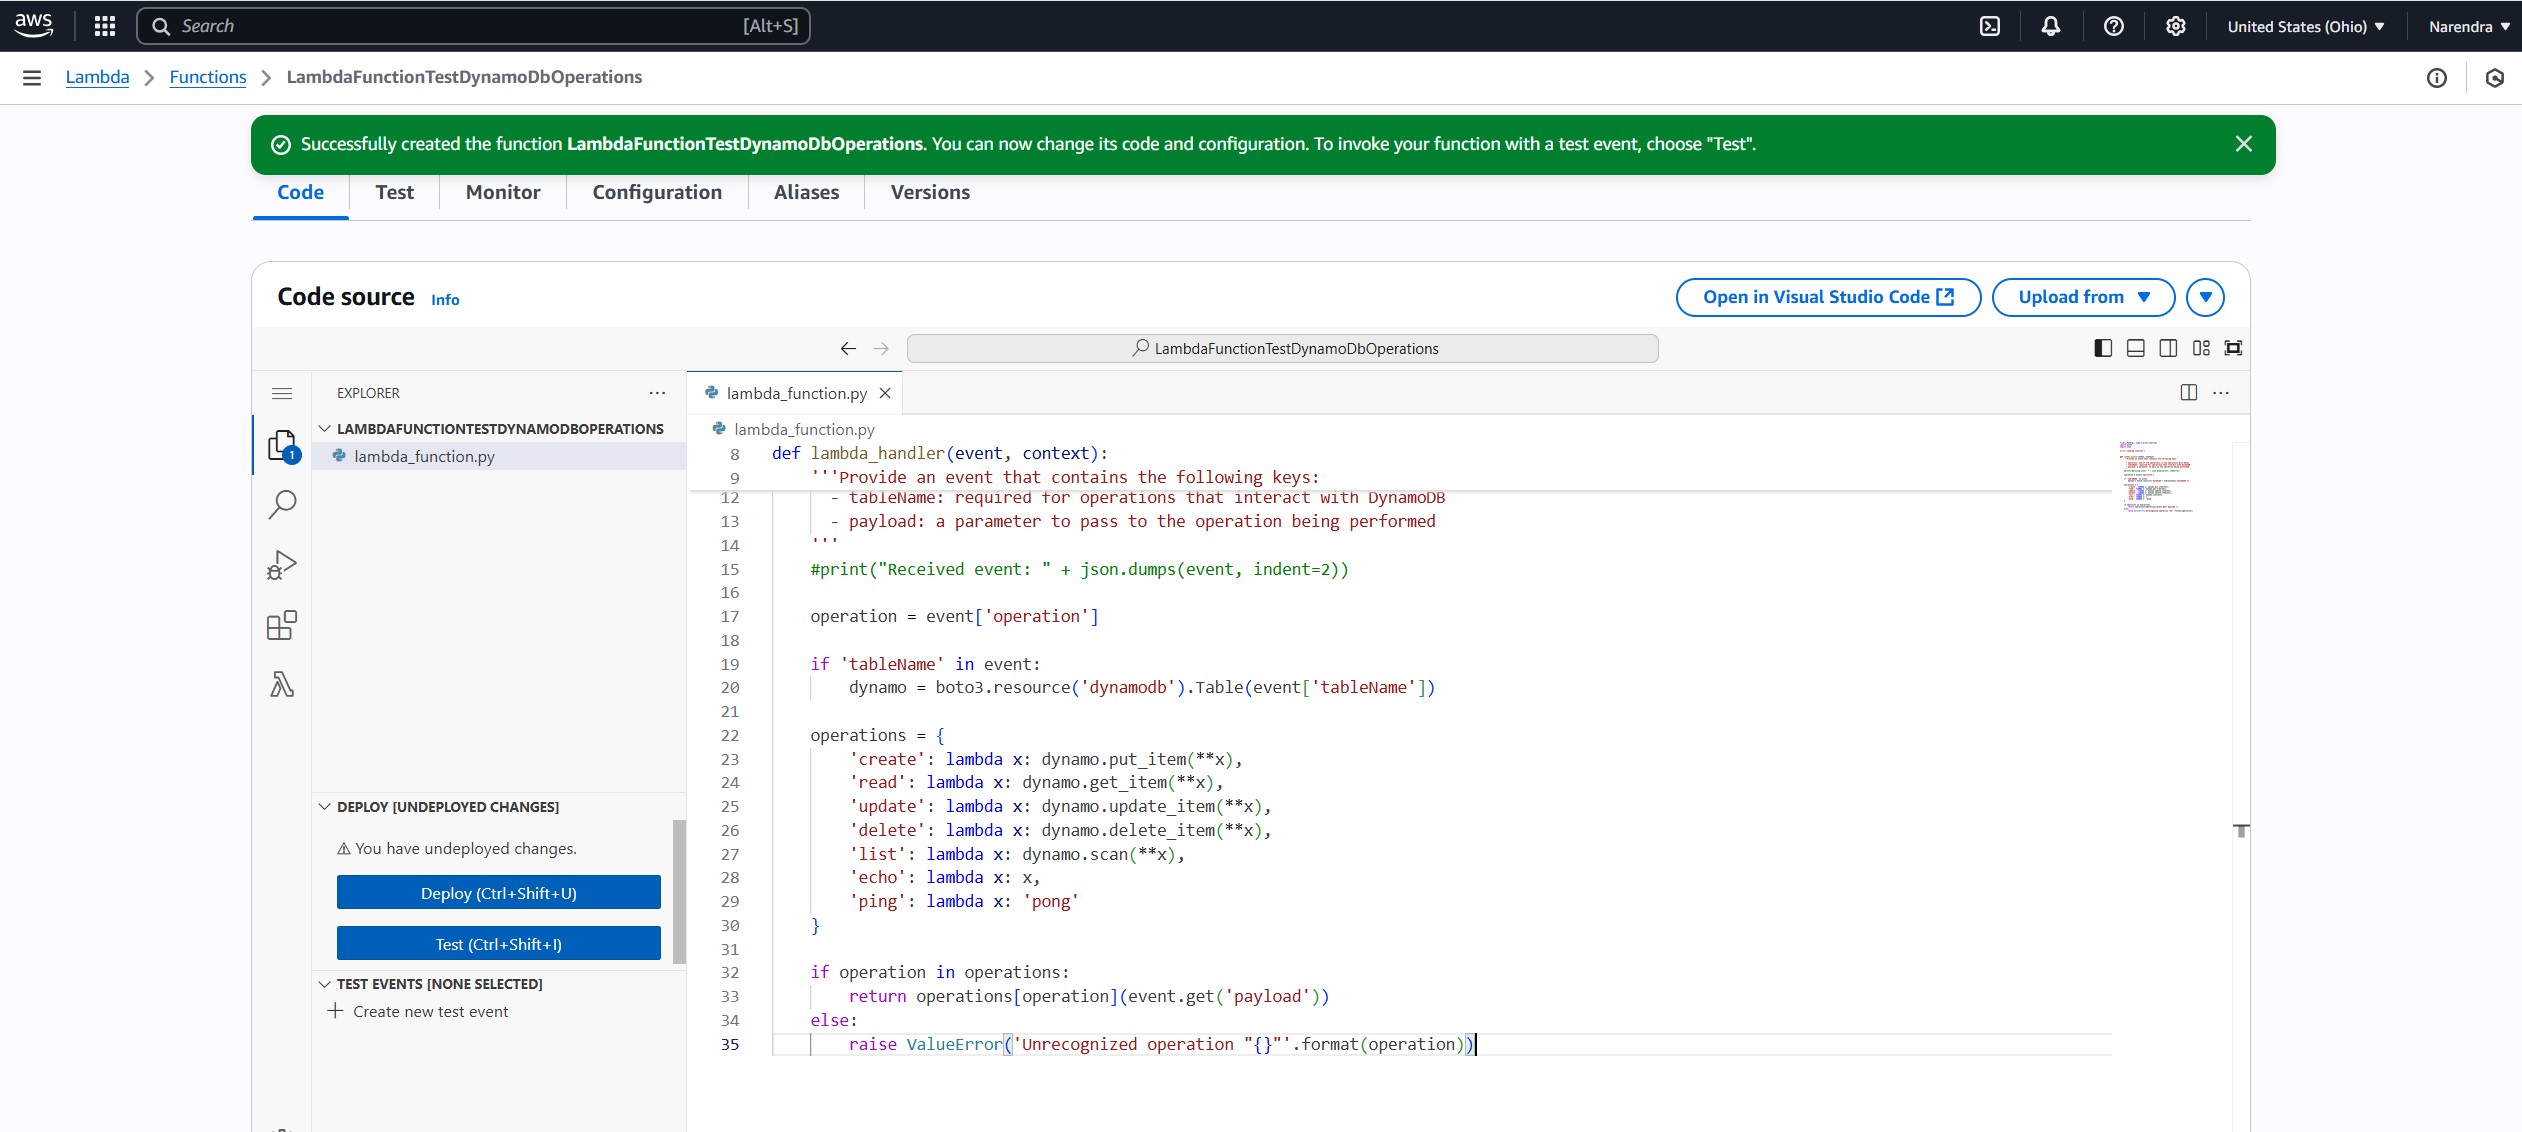 aws
Search [Alt+S]
United States (Ohio)
Narendra
Lambda
Functions
LambdaFunctionTestDynamoDbOperations
Successfully created the function LambdaFunctionTestDynamoDbOperations. You can now change its code and configuration. To invoke your function with a test event, choose "Test".
Code
Test
Monitor
Configuration
Aliases
Versions
Code source Info
Open in Visual Studio Code
Upload from
LambdaFunctionTestDynamoDbOperations
EXPLORER
LAMBDAFUNCTIONTESTDYNAMODBOPERATIONS
lambda_function.py
1
DEPLOY [UNDEPLOYED CHANGES]
You have undeployed changes.
Deploy (Ctrl+Shift+U)
Test (Ctrl+Shift+I)
TEST EVENTS [NONE SELECTED]
Create new test event
lambda_function.py
lambda_function.py
8 def lambda_handler(event, context):
9 '''Provide an event that contains the following keys:
12 - tableName: required for operations that interact with DynamoDB
13 - payload: a parameter to pass to the operation being performed
14 '''
15 #print("Received event: " + json.dumps(event, indent=2))
16
17 operation = event['operation']
18
19 if 'tableName' in event:
20 dynamo = boto3.resource('dynamodb').Table(event['tableName'])
21
22 operations = {
23 'create': lambda x: dynamo.put_item(**x),
24 'read': lambda x: dynamo.get_item(**x),
25 'update': lambda x: dynamo.update_item(**x),
26 'delete': lambda x: dynamo.delete_item(**x),
27 'list': lambda x: dynamo.scan(**x),
28 'echo': lambda x: x,
29 'ping': lambda x: 'pong'
30 }
31
32 if operation in operations:
33 return operations[operation](event.get('payload'))
34 else:
35 raise ValueError('Unrecognized operation "{}"'.format(operation))